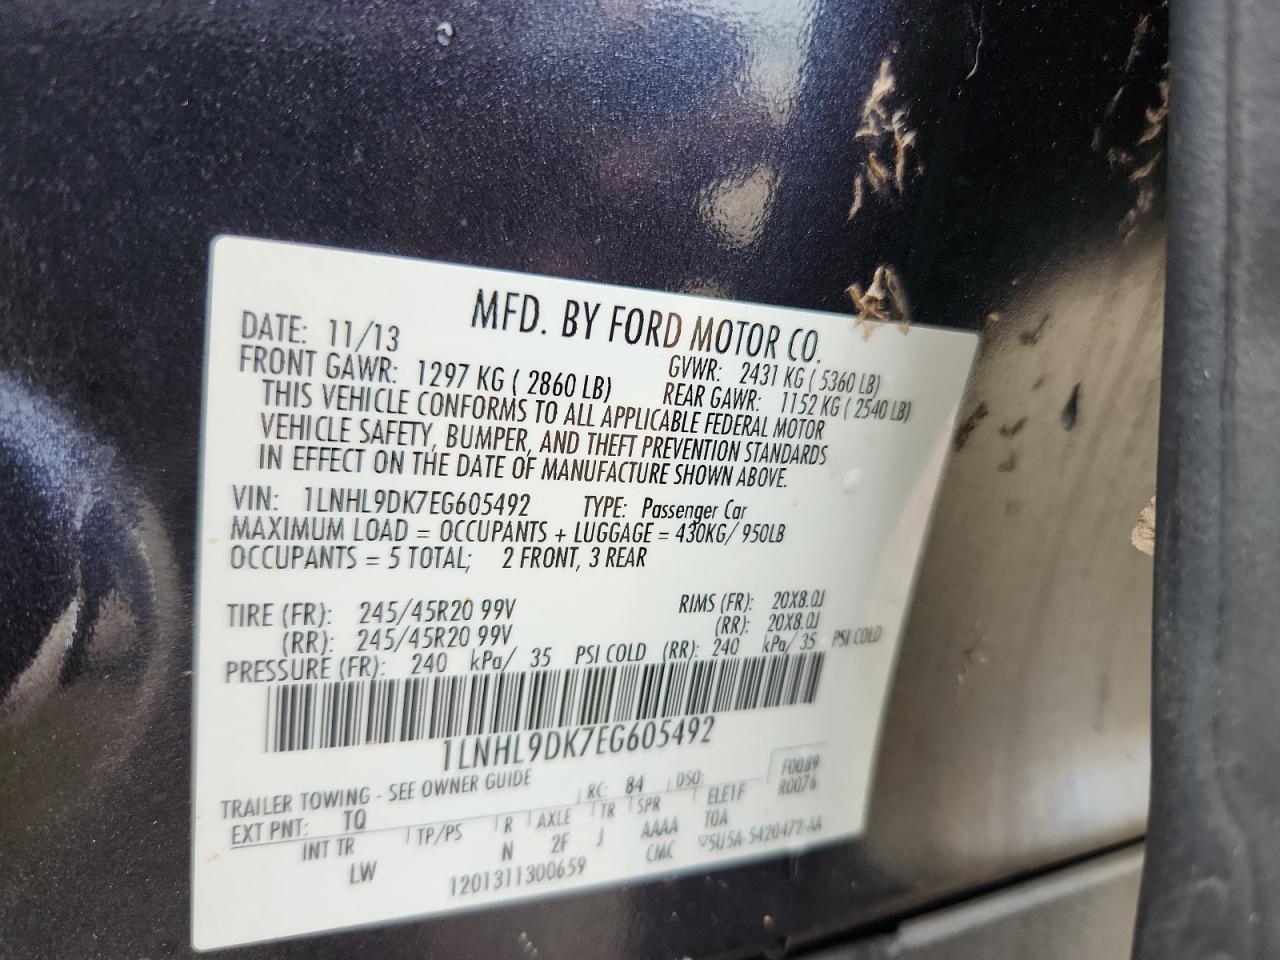 MFD. BY FORD MOTOR CO.
DATE: 11/13
FRONT GAWR: 1297 KG ( 2860 LB) GVWR: 2431 KG ( 5360 LB)
REAR GAWR: 1152 KG ( 2540 LB)
THIS VEHICLE CONFORMS TO ALL APPLICABLE FEDERAL MOTOR
VEHICLE SAFETY, BUMPER, AND THEFT PREVENTION STANDARDS
IN EFFECT ON THE DATE OF MANUFACTURE SHOWN ABOVE.
VIN: 1LNHL9DK7EG605492 TYPE: Passenger Car
MAXIMUM LOAD = OCCUPANTS + LUGGAGE = 430KG/ 950LB
OCCUPANTS = 5 TOTAL; 2 FRONT, 3 REAR
TIRE (FR): 245/45R20 99V RIMS (FR): 20X8.0J
(RR): 245/45R20 99V (RR): 20X8.0J
PRESSURE (FR): 240 kPa/ 35 PSI COLD (RR): 240 kPa/ 35 PSI COLD
1LNHL9DK7EG605492
TRAILER TOWING - SEE OWNER GUIDE RC: 84 DSO: F0089
R0076
EXT PNT: TQ TP/PS R AXLE TR SPR ELE1F
INT TR N 2F J AAAA TOA
LW 1201311300659 CMC